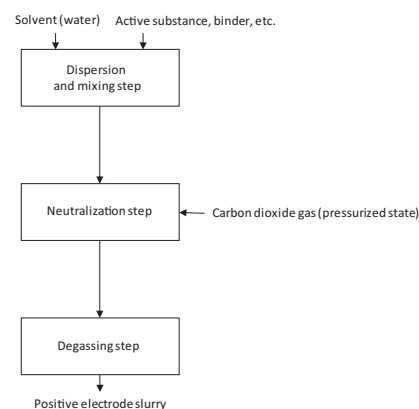 Solvent (water) Active substance, binder, etc.
Dispersion
and mixing step
Neutralization step
Carbon dioxide gas (pressurized state)
Degassing step
Positive electrode slurry